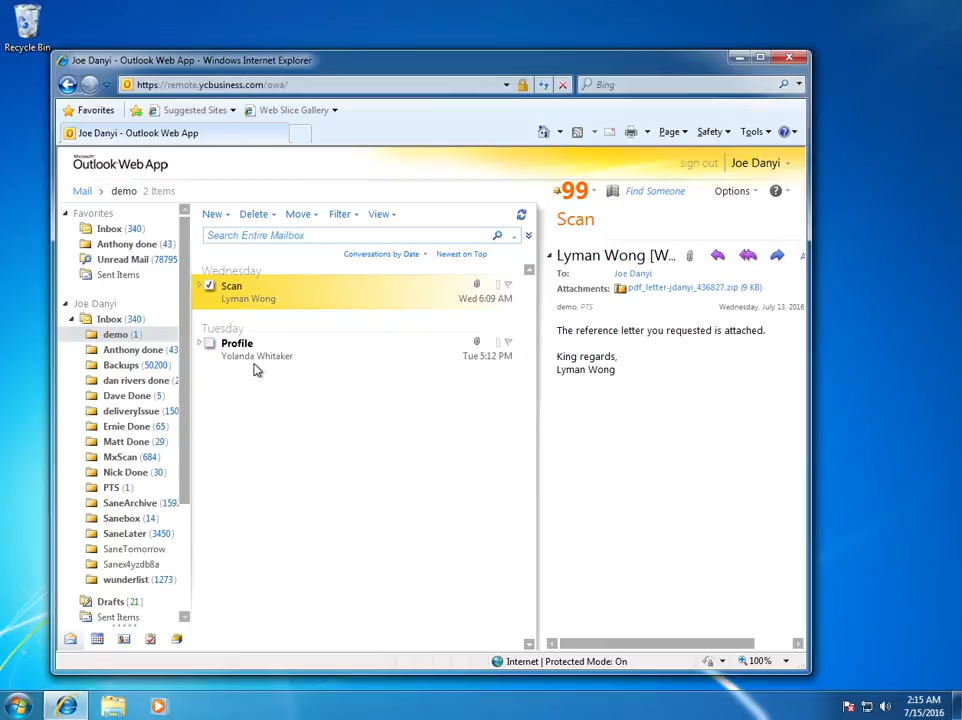 Recycle Bin
Joe Danyi - Outlook Web App - Windows Internet Explorer
https://remote.ycbusiness.com/owa/
Bing
Favorites
Suggested Sites
Web Slice Gallery
Joe Danyi - Outlook Web App
Page
Safety
Tools
Microsoft
Outlook Web App
sign out
Joe Danyi
Mail > demo 2 Items
99
Find Someone
Options
Favorites
Inbox (340)
Anthony done (43)
Unread Mail (78795
Sent Items
Joe Danyi
Inbox (340)
demo (1)
Anthony done (43
Backups (50200)
dan rivers done (2
Dave Done (5)
deliveryIssue (150
Ernie Done (65)
Matt Done (29)
MxScan (684)
Nick Done (30)
PTS (1)
SaneArchive (159
Sanebox (14)
SaneLater (3450)
SaneTomorrow
Sanex4yzdb8a
wunderlist (1273)
Drafts [21]
Sent Items
New
Delete
Move
Filter
View
Search Entire Mailbox
Conversations by Date
Newest on Top
Wednesday
Scan
Lyman Wong
Wed 6:09 AM
Tuesday
Profile
Yolanda Whitaker
Tue 5:12 PM
Scan
Lyman Wong [W...
To: Joe Danyi
Attachments: pdf_letter-jdanyi_436827.zip (9 KB)
demo, PTS
Wednesday, July 13, 2016
The reference letter you requested is attached.
King regards,
Lyman Wong
Internet | Protected Mode: On
100%
2:15 AM
7/15/2016